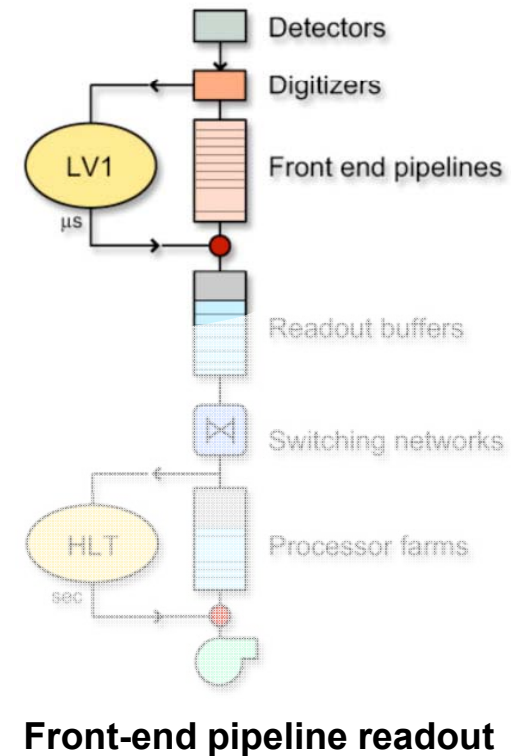 Detectors
Digitizers
LV1
Front end pipelines
μs
Readout buffers
Switching networks
HLT
Processor farms
sec
Front-end pipeline readout